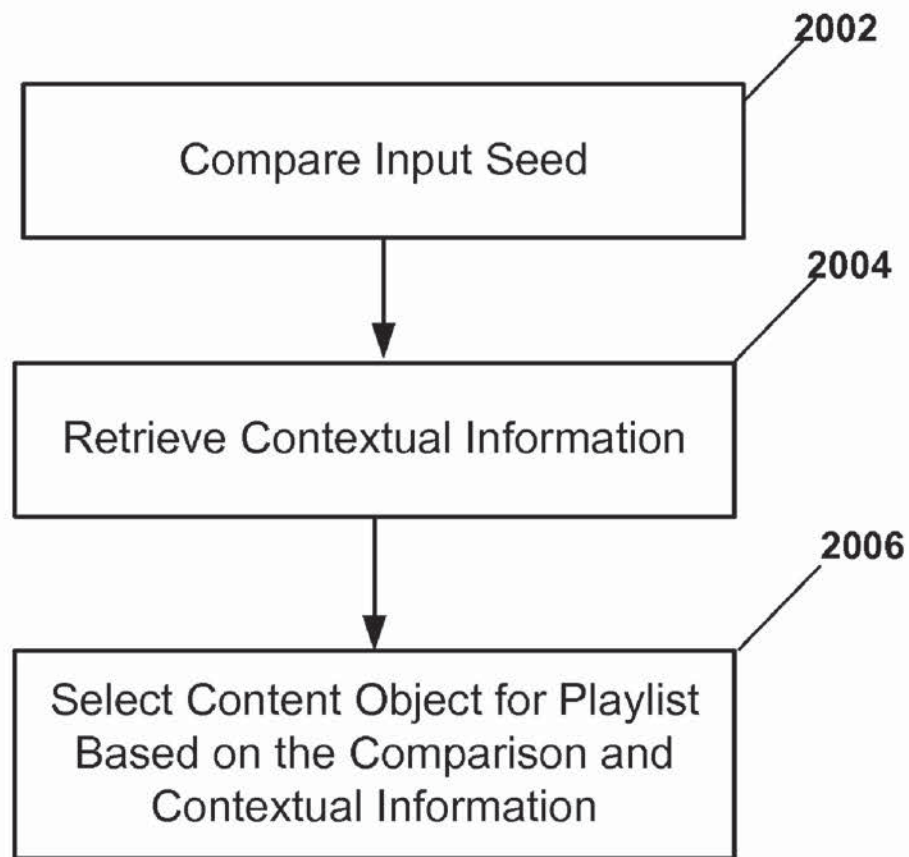 2002
Compare Input Seed
2004
Retrieve Contextual Information
2006
Select Content Object for Playlist
Based on the Comparison and
Contextual Information